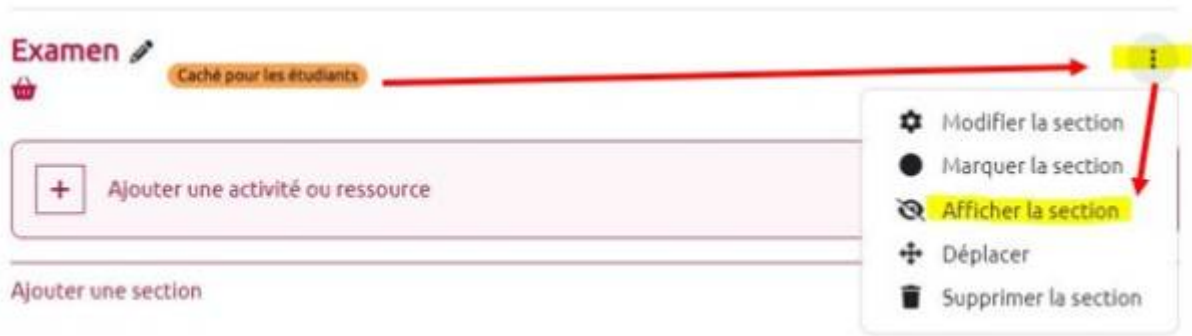 Examen
Caché pour les étudiants
Modifier la section
Marquer la section
Ajouter une activité ou ressource
Afficher la section
Déplacer
Ajouter une section
Supprimer la section